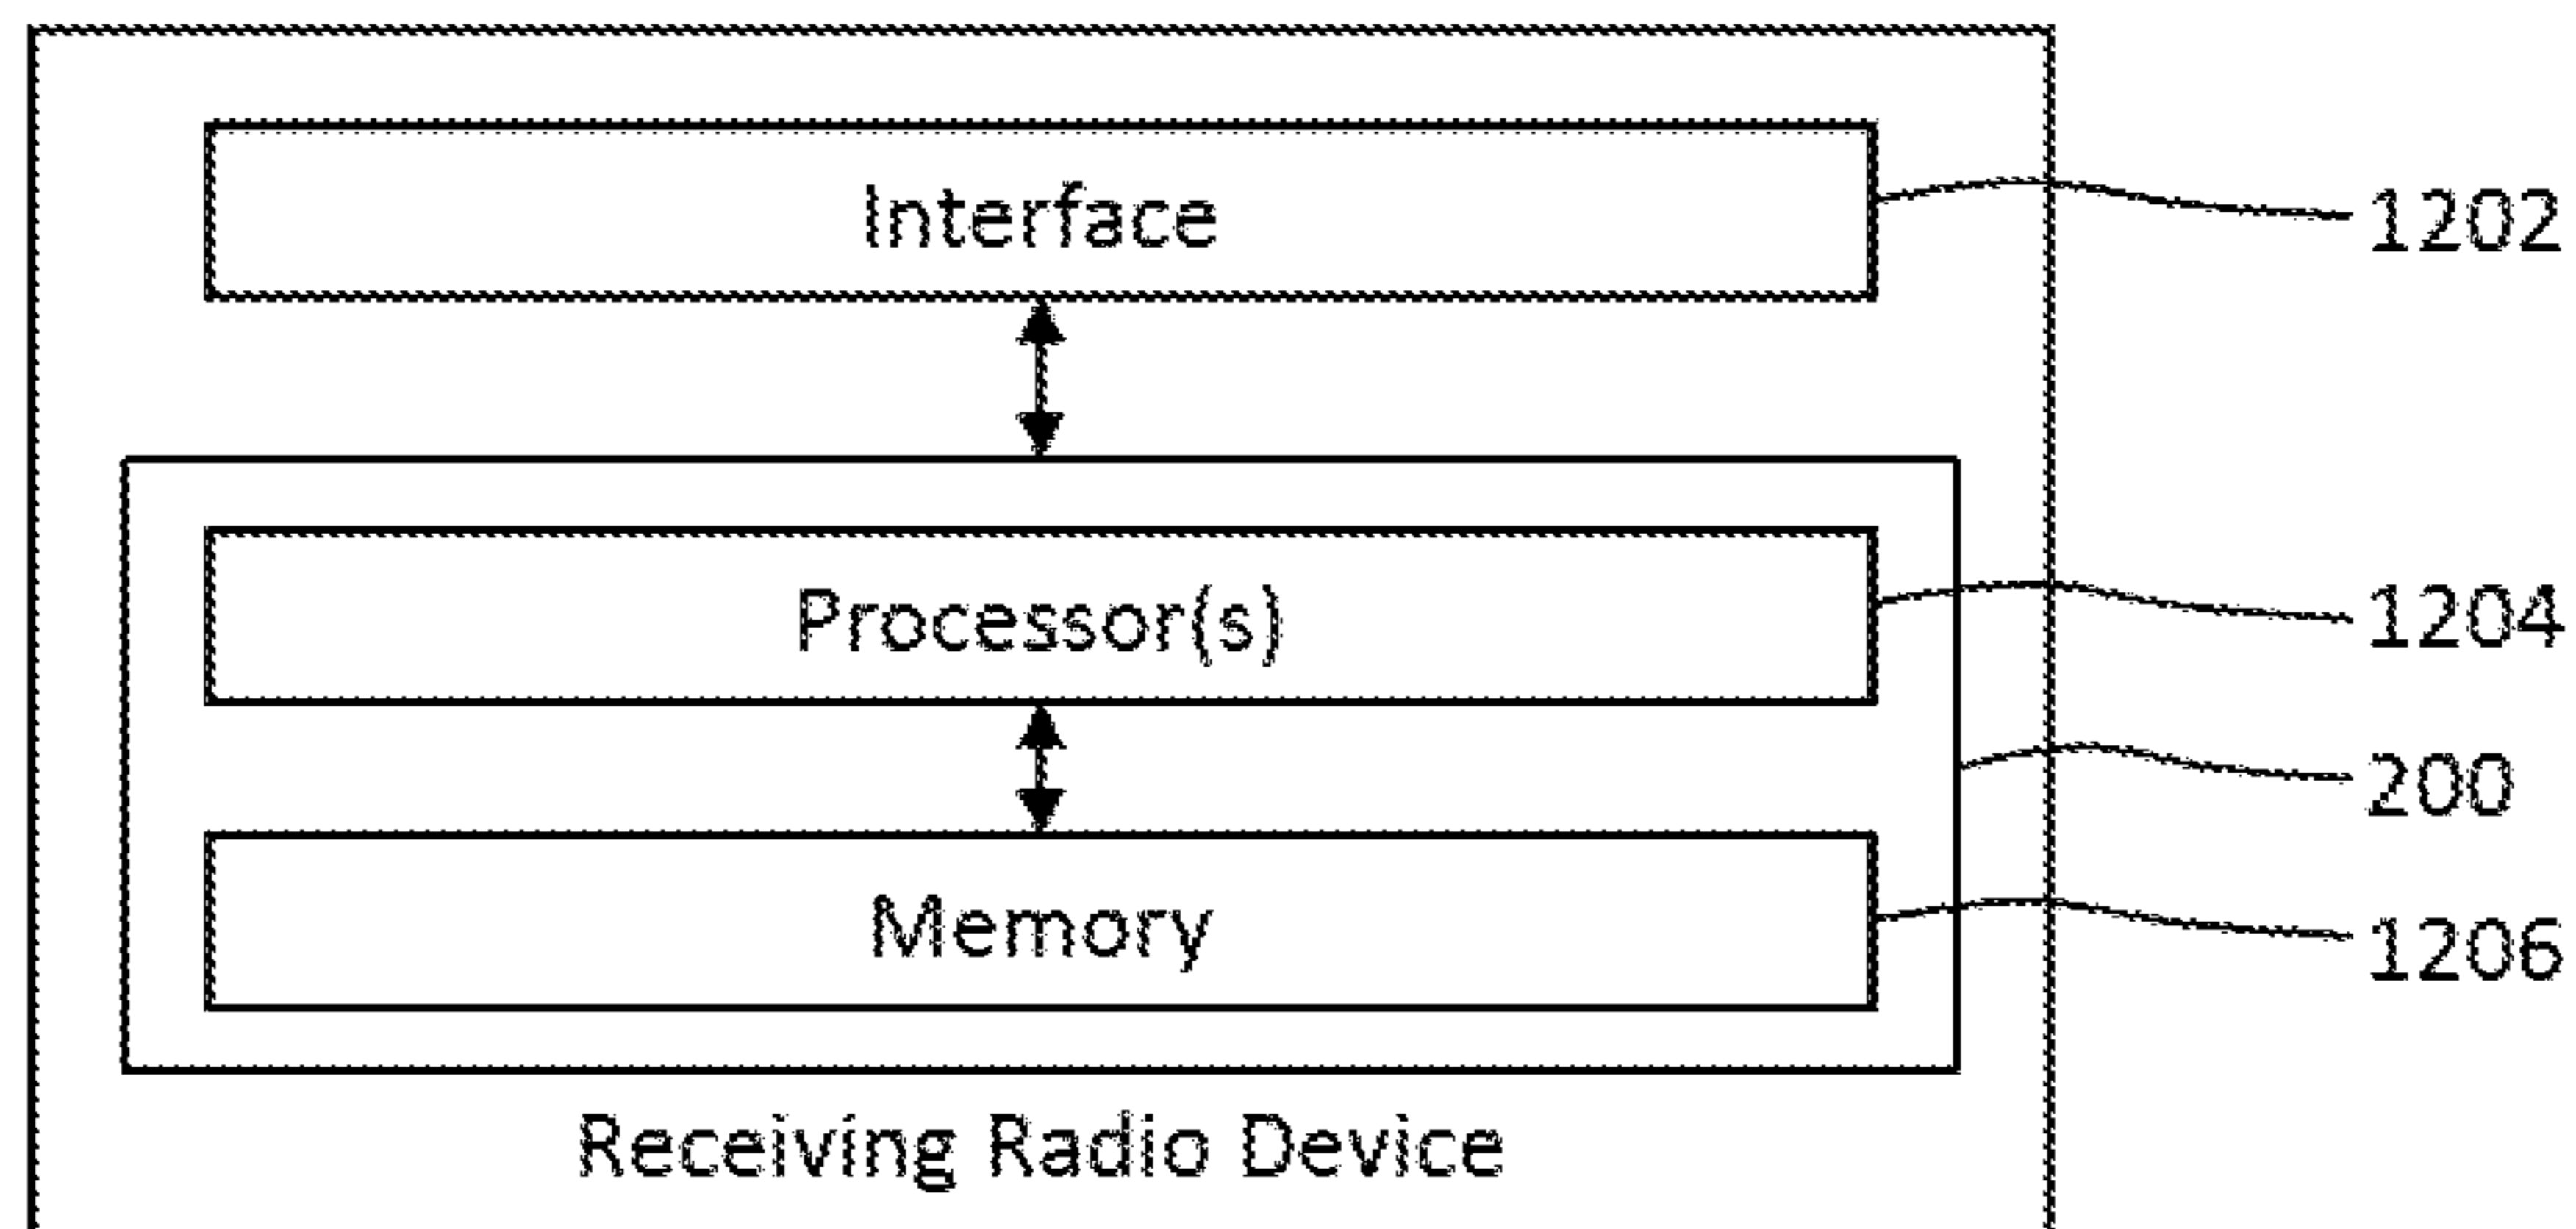 Interface
1202
Processor(s)
1204
200
Memory
1206
Receiving Radio Device